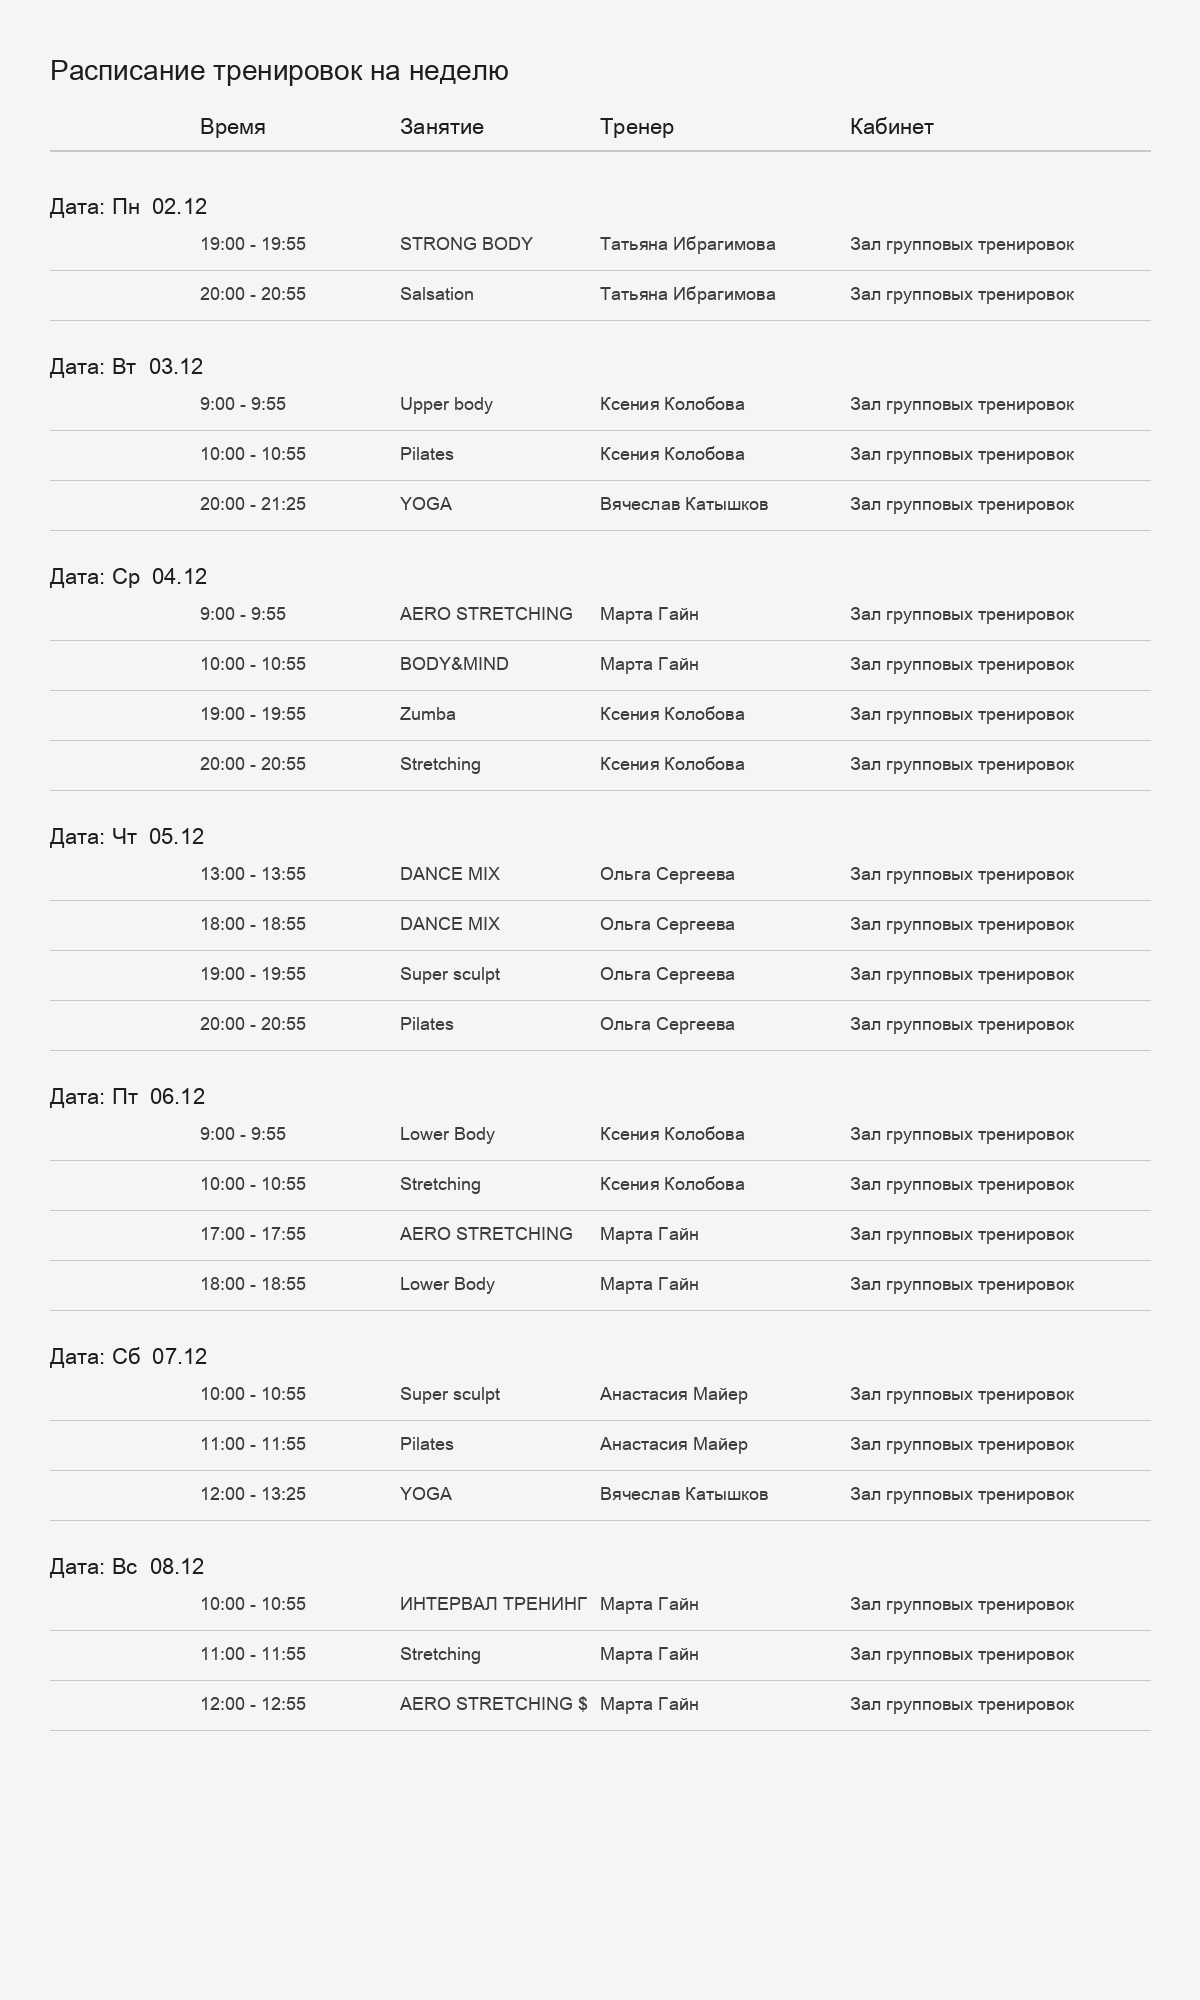 Расписание тренировок на неделю
Время Занятие Тренер Кабинет
Дата: Пн 02.12
19:00 - 19:55 STRONG BODY Татьяна Ибрагимова Зал групповых тренировок
20:00 - 20:55 Salsation Татьяна Ибрагимова Зал групповых тренировок
Дата: Вт 03.12
9:00 - 9:55 Upper body Ксения Колобова Зал групповых тренировок
10:00 - 10:55 Pilates Ксения Колобова Зал групповых тренировок
20:00 - 21:25 YOGA Вячеслав Катышков Зал групповых тренировок
Дата: Ср 04.12
9:00 - 9:55 AERO STRETCHING Марта Гайн Зал групповых тренировок
10:00 - 10:55 BODY&MIND Марта Гайн Зал групповых тренировок
19:00 - 19:55 Zumba Ксения Колобова Зал групповых тренировок
20:00 - 20:55 Stretching Ксения Колобова Зал групповых тренировок
Дата: Чт 05.12
13:00 - 13:55 DANCE MIX Ольга Сергеева Зал групповых тренировок
18:00 - 18:55 DANCE MIX Ольга Сергеева Зал групповых тренировок
19:00 - 19:55 Super sculpt Ольга Сергеева Зал групповых тренировок
20:00 - 20:55 Pilates Ольга Сергеева Зал групповых тренировок
Дата: Пт 06.12
9:00 - 9:55 Lower Body Ксения Колобова Зал групповых тренировок
10:00 - 10:55 Stretching Ксения Колобова Зал групповых тренировок
17:00 - 17:55 AERO STRETCHING Марта Гайн Зал групповых тренировок
18:00 - 18:55 Lower Body Марта Гайн Зал групповых тренировок
Дата: Сб 07.12
10:00 - 10:55 Super sculpt Анастасия Майер Зал групповых тренировок
11:00 - 11:55 Pilates Анастасия Майер Зал групповых тренировок
12:00 - 13:25 YOGA Вячеслав Катышков Зал групповых тренировок
Дата: Вс 08.12
10:00 - 10:55 ИНТЕРВАЛ ТРЕНИНГ Марта Гайн Зал групповых тренировок
11:00 - 11:55 Stretching Марта Гайн Зал групповых тренировок
12:00 - 12:55 AERO STRETCHING $ Марта Гайн Зал групповых тренировок